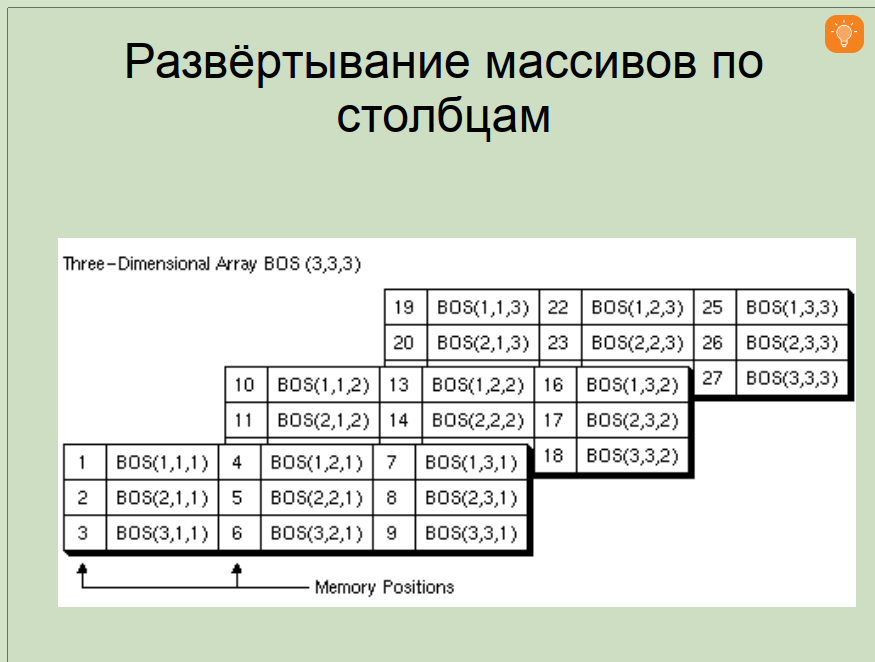 Развёртывание массивов по
столбцам
Three-Dimensional Array BOS (3,3,3)
19 BOS(1,1,3) 22 BOS(1,2,3) 25 BOS(1,3,3)
20 BOS(2,1,3) 23 BOS(2,2,3) 26 BOS(2,3,3)
27 BOS(3,3,3)
10 BOS(1,1,2) 13 BOS(1,2,2) 16 BOS(1,3,2)
11 BOS(2,1,2) 14 BOS(2,2,2) 17 BOS(2,3,2)
18 BOS(3,3,2)
1 BOS(1,1,1) 4 BOS(1,2,1) 7 BOS(1,3,1)
2 BOS(2,1,1) 5 BOS(2,2,1) 8 BOS(2,3,1)
3 BOS(3,1,1) 6 BOS(3,2,1) 9 BOS(3,3,1)
Memory Positions